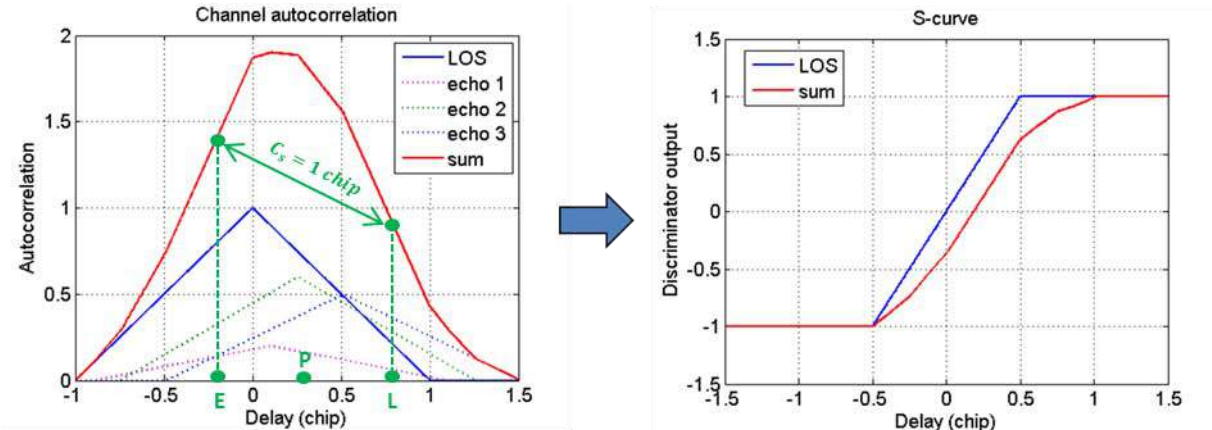 Channel autocorrelation
Autocorrelation
2
1.5
1
0.5
0
-1
-0.5
0
0.5
1
1.5
Delay (chip)
LOS
echo 1
echo 2
echo 3
sum
C_s = 1 chip
E
P
L
S-curve
Discriminator output
1.5
1
0.5
0
-0.5
-1
-1.5
-1.5
-1
-0.5
0
0.5
1
1.5
Delay (chip)
LOS
sum